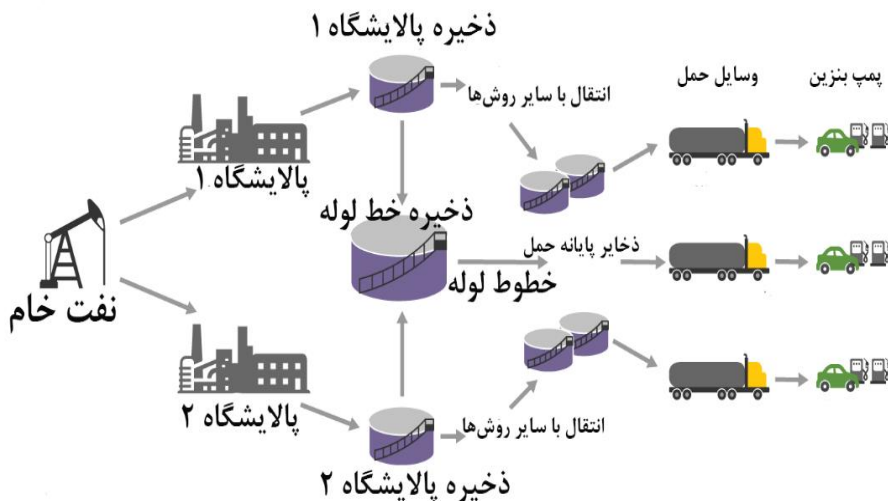 ذخیره پالایشگاه ۱
وسایل حمل
پمپ بنزین
انتقال با سایر روش‌ها
پالایشگاه ۱
ذخیره خط لوله
ذخایر پایانه حمل
خطوط لوله
نفت خام
پالایشگاه ۲
انتقال با سایر روش‌ها
ذخیره پالایشگاه ۲